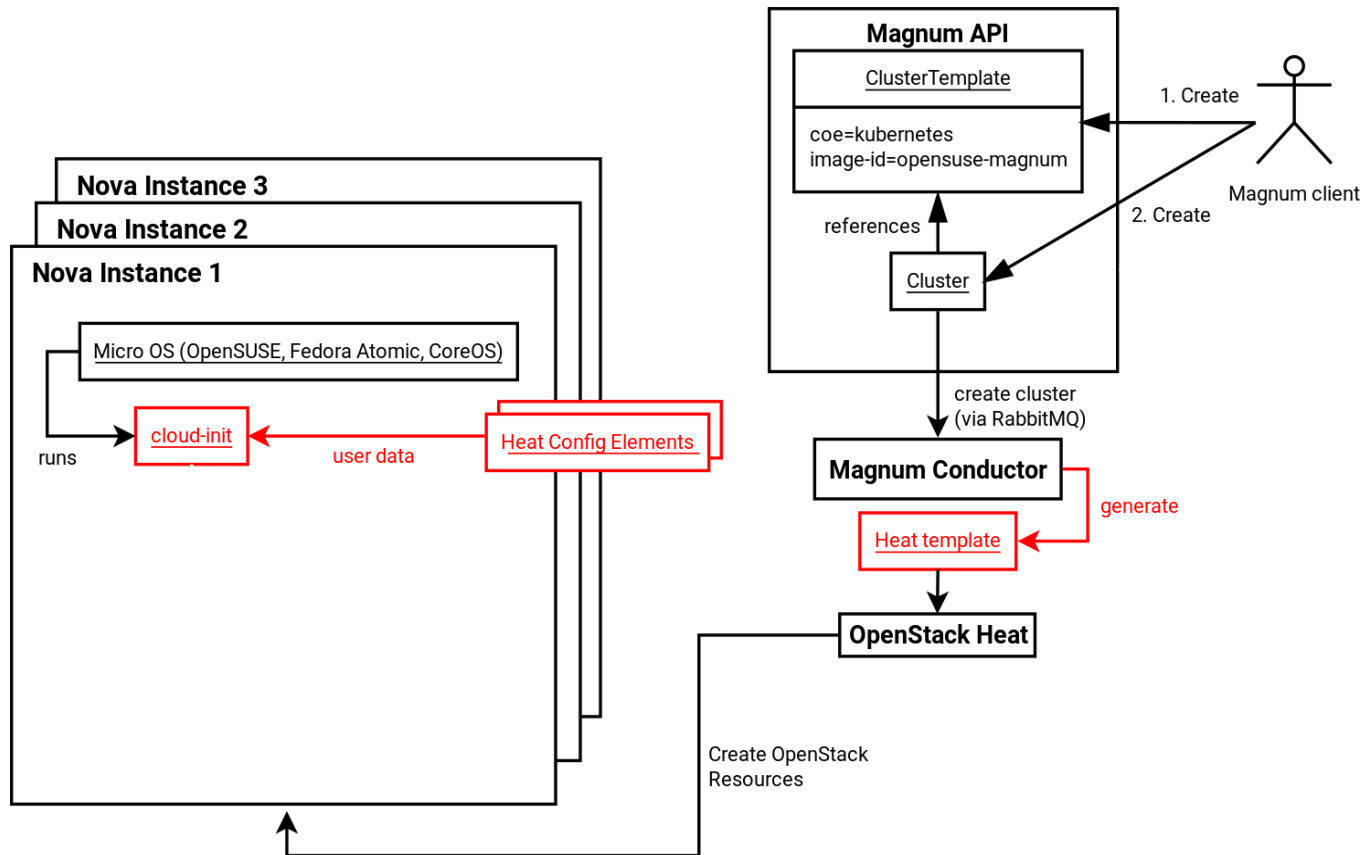 Magnum API
ClusterTemplate
coe=kubernetes
image-id=opensuse-magnum
1. Create
Magnum client
2. Create
references
Cluster
create cluster
(via RabbitMQ)
Magnum Conductor
generate
Heat template
OpenStack Heat
Create OpenStack
Resources
Nova Instance 3
Nova Instance 2
Nova Instance 1
Micro OS (OpenSUSE, Fedora Atomic, CoreOS)
runs
cloud-init
user data
Heat Config Elements